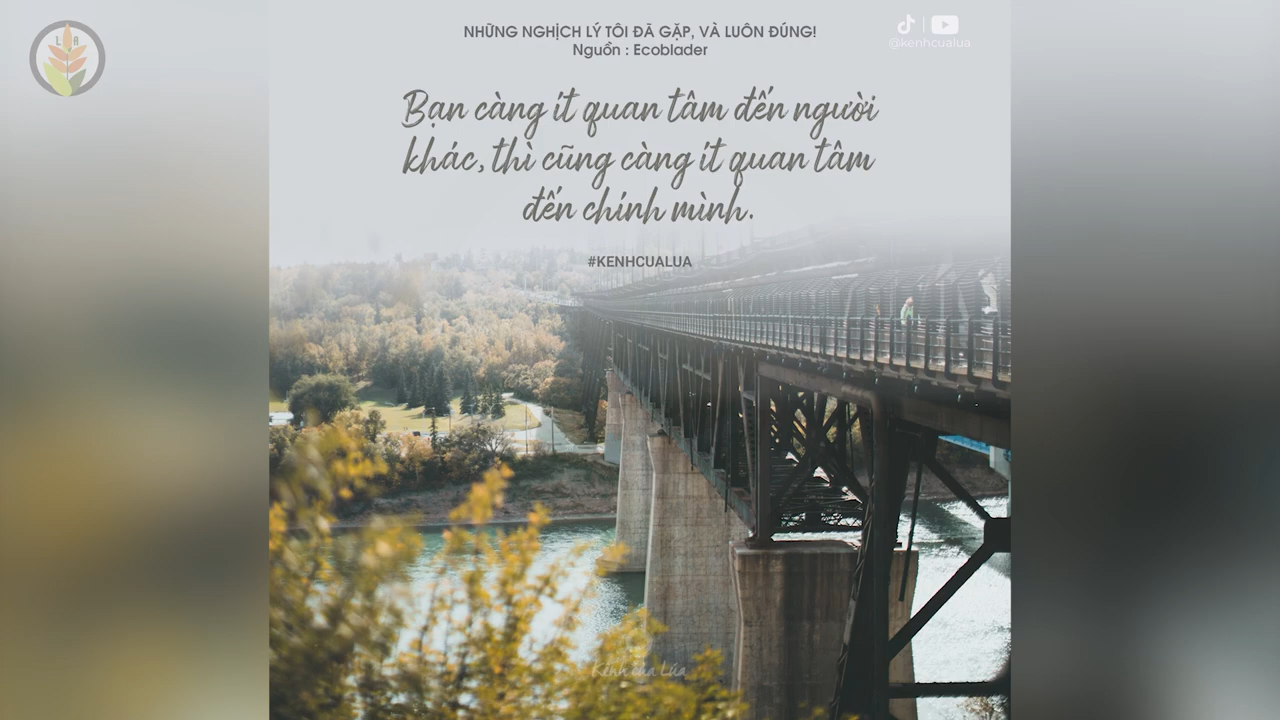 NHỮNG NGHỊCH LÝ TÔI ĐÃ GẶP, VÀ LUÔN ĐÚNG!
Nguồn : Ecoblader
@kenhcualua
L A
Bạn càng ít quan tâm đến người
khác, thì cũng càng ít quan tâm
đến chính mình.
#KENHCUALUA
Kênh của Lúa